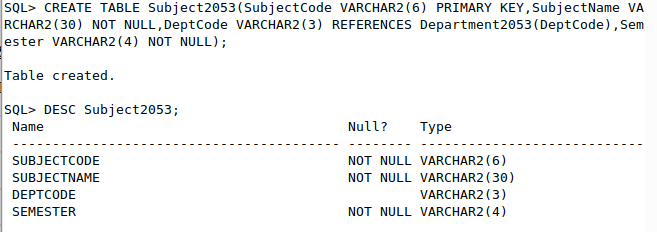 SQL> CREATE TABLE Subject2053(SubjectCode VARCHAR2(6) PRIMARY KEY,SubjectName VA
RCHAR2(30) NOT NULL,DeptCode VARCHAR2(3) REFERENCES Department2053(DeptCode),Sem
ester VARCHAR2(4) NOT NULL);
Table created.
SQL> DESC Subject2053;
Name Null? Type
----------------------------------------- -------- ----------------------------
SUBJECTCODE NOT NULL VARCHAR2(6)
SUBJECTNAME NOT NULL VARCHAR2(30)
DEPTCODE VARCHAR2(3)
SEMESTER NOT NULL VARCHAR2(4)